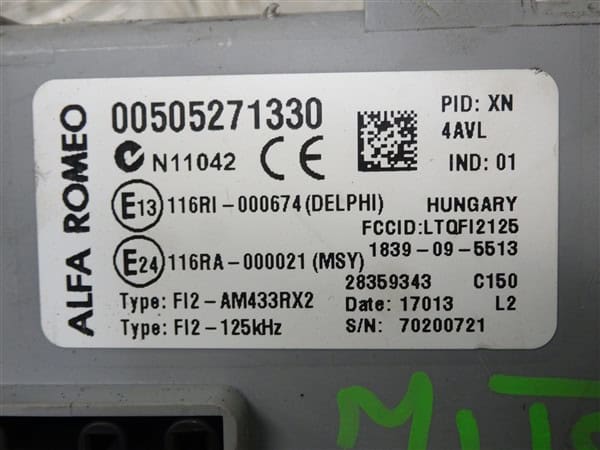 ALFA ROMEO
00505271330
PID: XN
4AVL
N11042 CE
IND: 01
E13 116RI-000674(DELPHI)
HUNGARY
FCCID:LTQFI2125
E24 116RA-000021 (MSY)
1839-09-5513
28359343 C150
Type: FI2-AM433RX2
Date: 17013 L2
Type: FI2-125kHz
S/N: 70200721